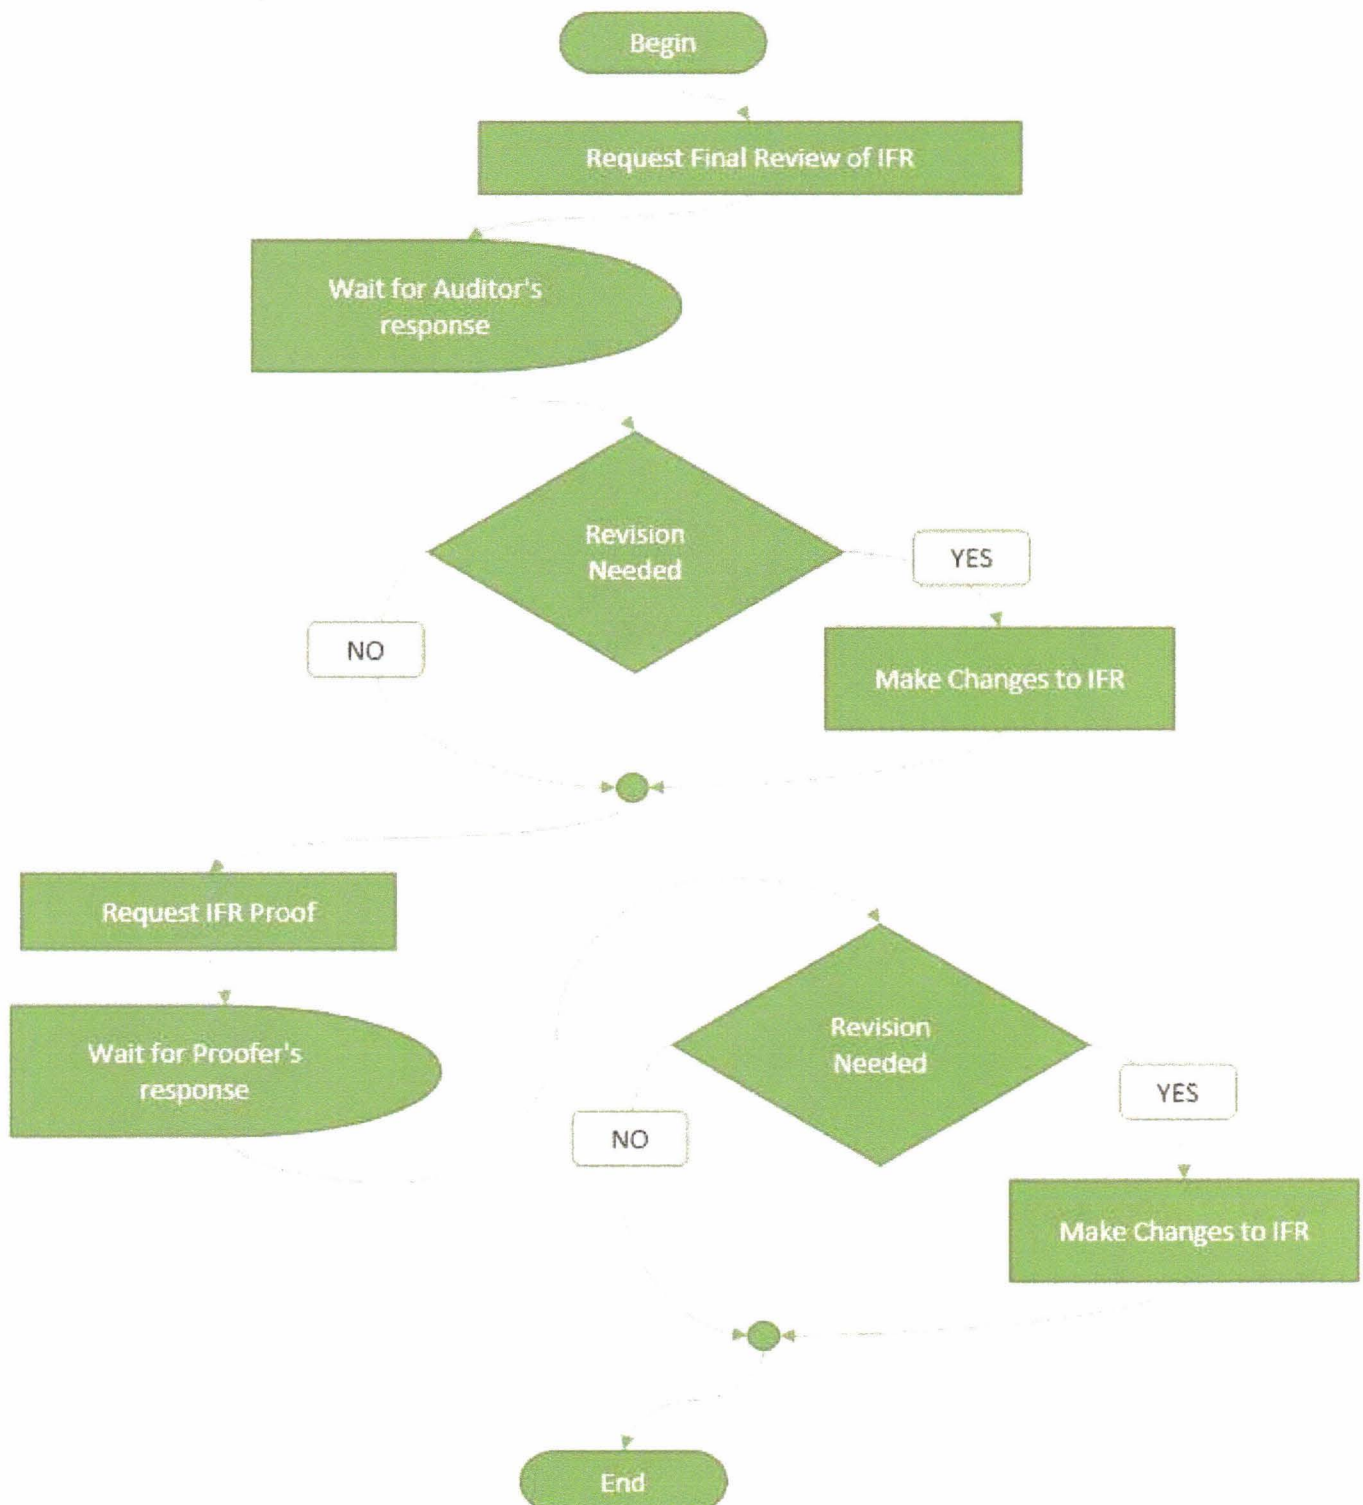 Begin
Request Final Review of IFR
Wait for Auditor's
response
Revision
Needed
YES
NO
Make Changes to IFR
Request IFR Proof
Wait for Proofer's
response
Revision
Needed
YES
NO
Make Changes to IFR
End